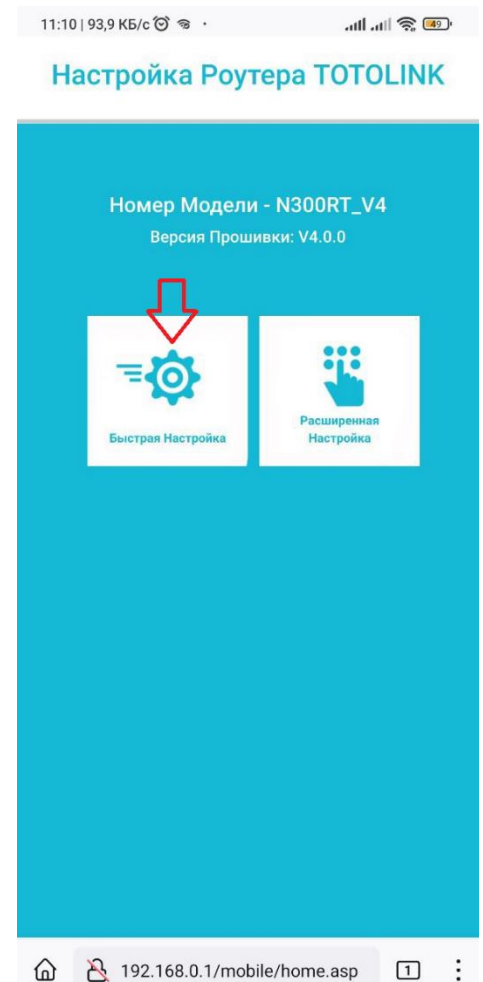 11:10 | 93,9 КБ/с
49
Настройка Роутера TOTOLINK
Номер Модели - N300RT_V4
Версия Прошивки: V4.0.0
Быстрая Настройка
Расширенная
Настройка
192.168.0.1/mobile/home.asp
1